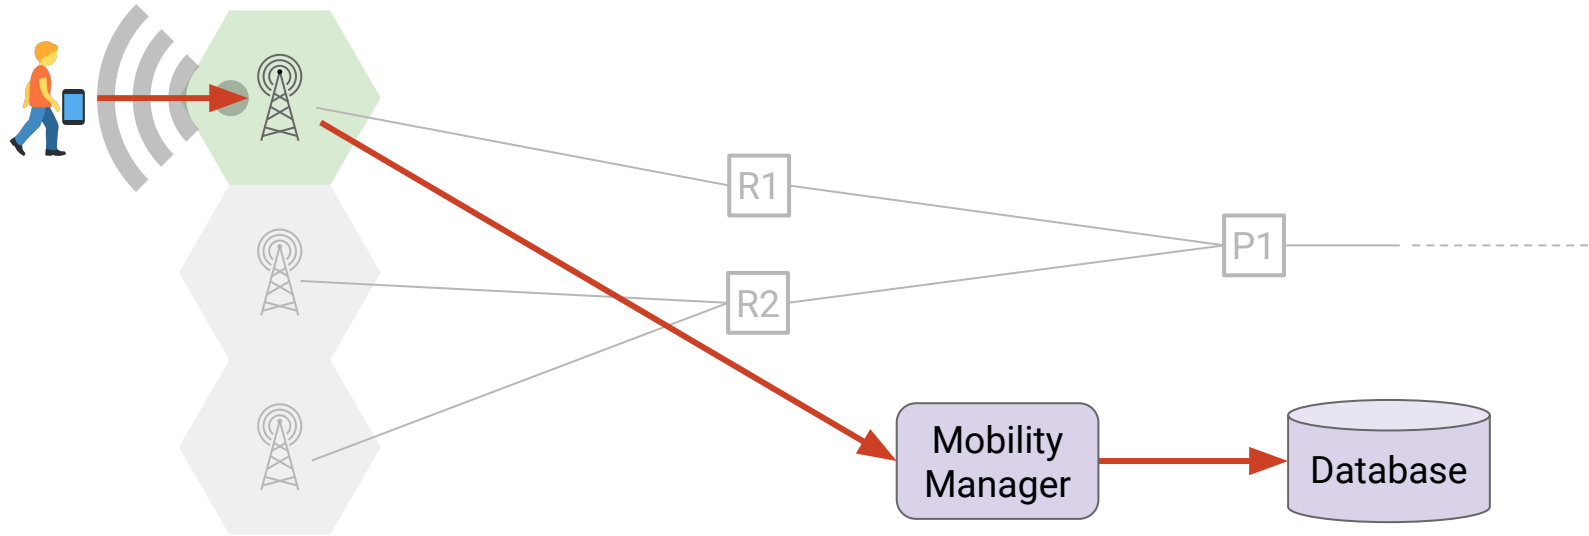 R1
P1
R2
Mobility
Manager
Database